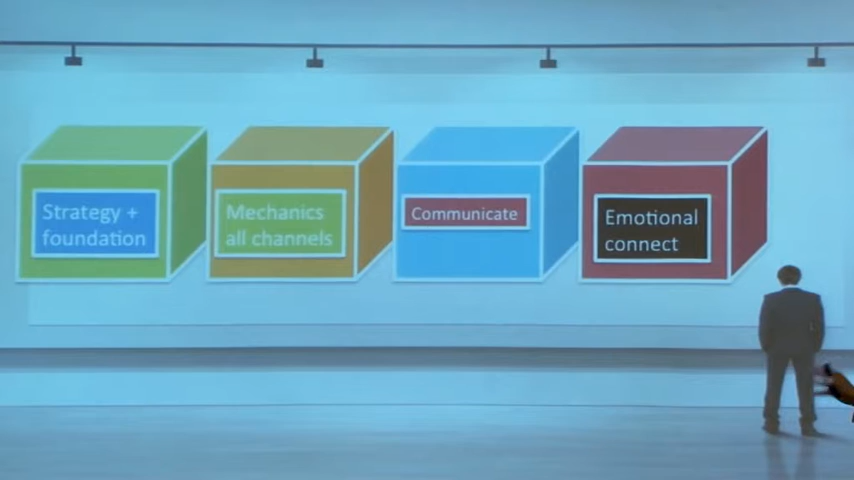 Strategy +
foundation
Mechanics
all channels
Communicate
Emotional
connect